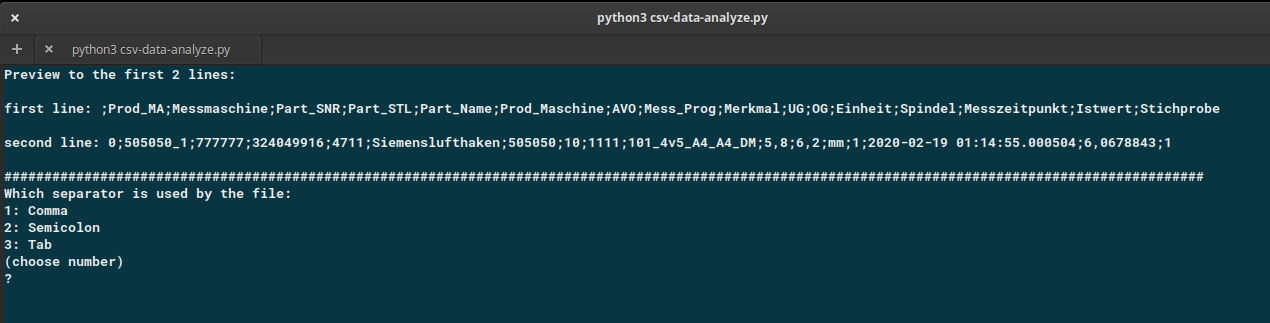 python3 csv-data-analyze.py
python3 csv-data-analyze.py
Preview to the first 2 lines:
first line: ;Prod_MA;Messmaschine;Part_SNR;Part_STL;Part_Name;Prod_Maschine;AVO;Mess_Prog;Merkmal;UG;OG;Einheit;Spindel;Messzeitpunkt;Istwert;Stichprobe
second line: 0;505050_1;777777;324049916;4711;Siemenslufthaken;505050;10;1111;101_4v5_A4_A4_DM;5,8;6,2;mm;1;2020-02-19 01:14:55.000504;6,0678843;1
######################################################################################################################################################
Which separator is used by the file:
1: Comma
2: Semicolon
3: Tab
(choose number)
?